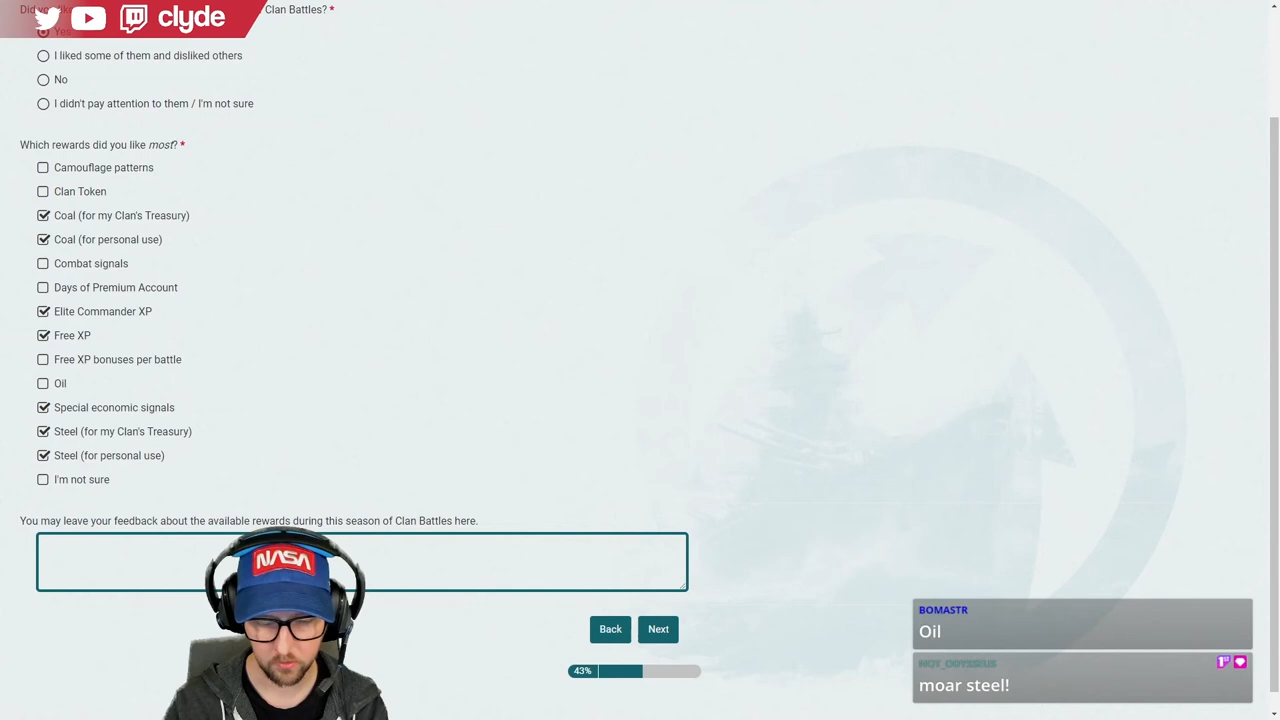 clyde
Clan Battles? *
Yes
I liked some of them and disliked others
No
I didn't pay attention to them / I'm not sure
Which rewards did you like most? *
Camouflage patterns
Clan Token
Coal (for my Clan's Treasury)
Coal (for personal use)
Combat signals
Days of Premium Account
Elite Commander XP
Free XP
Free XP bonuses per battle
Oil
Special economic signals
Steel (for my Clan's Treasury)
Steel (for personal use)
I'm not sure
You may leave your feedback about the available rewards during this season of Clan Battles here.
NASA
Back Next
43%
BOMASTR
Oil
NOT_ODYSSEUS
moar steel!